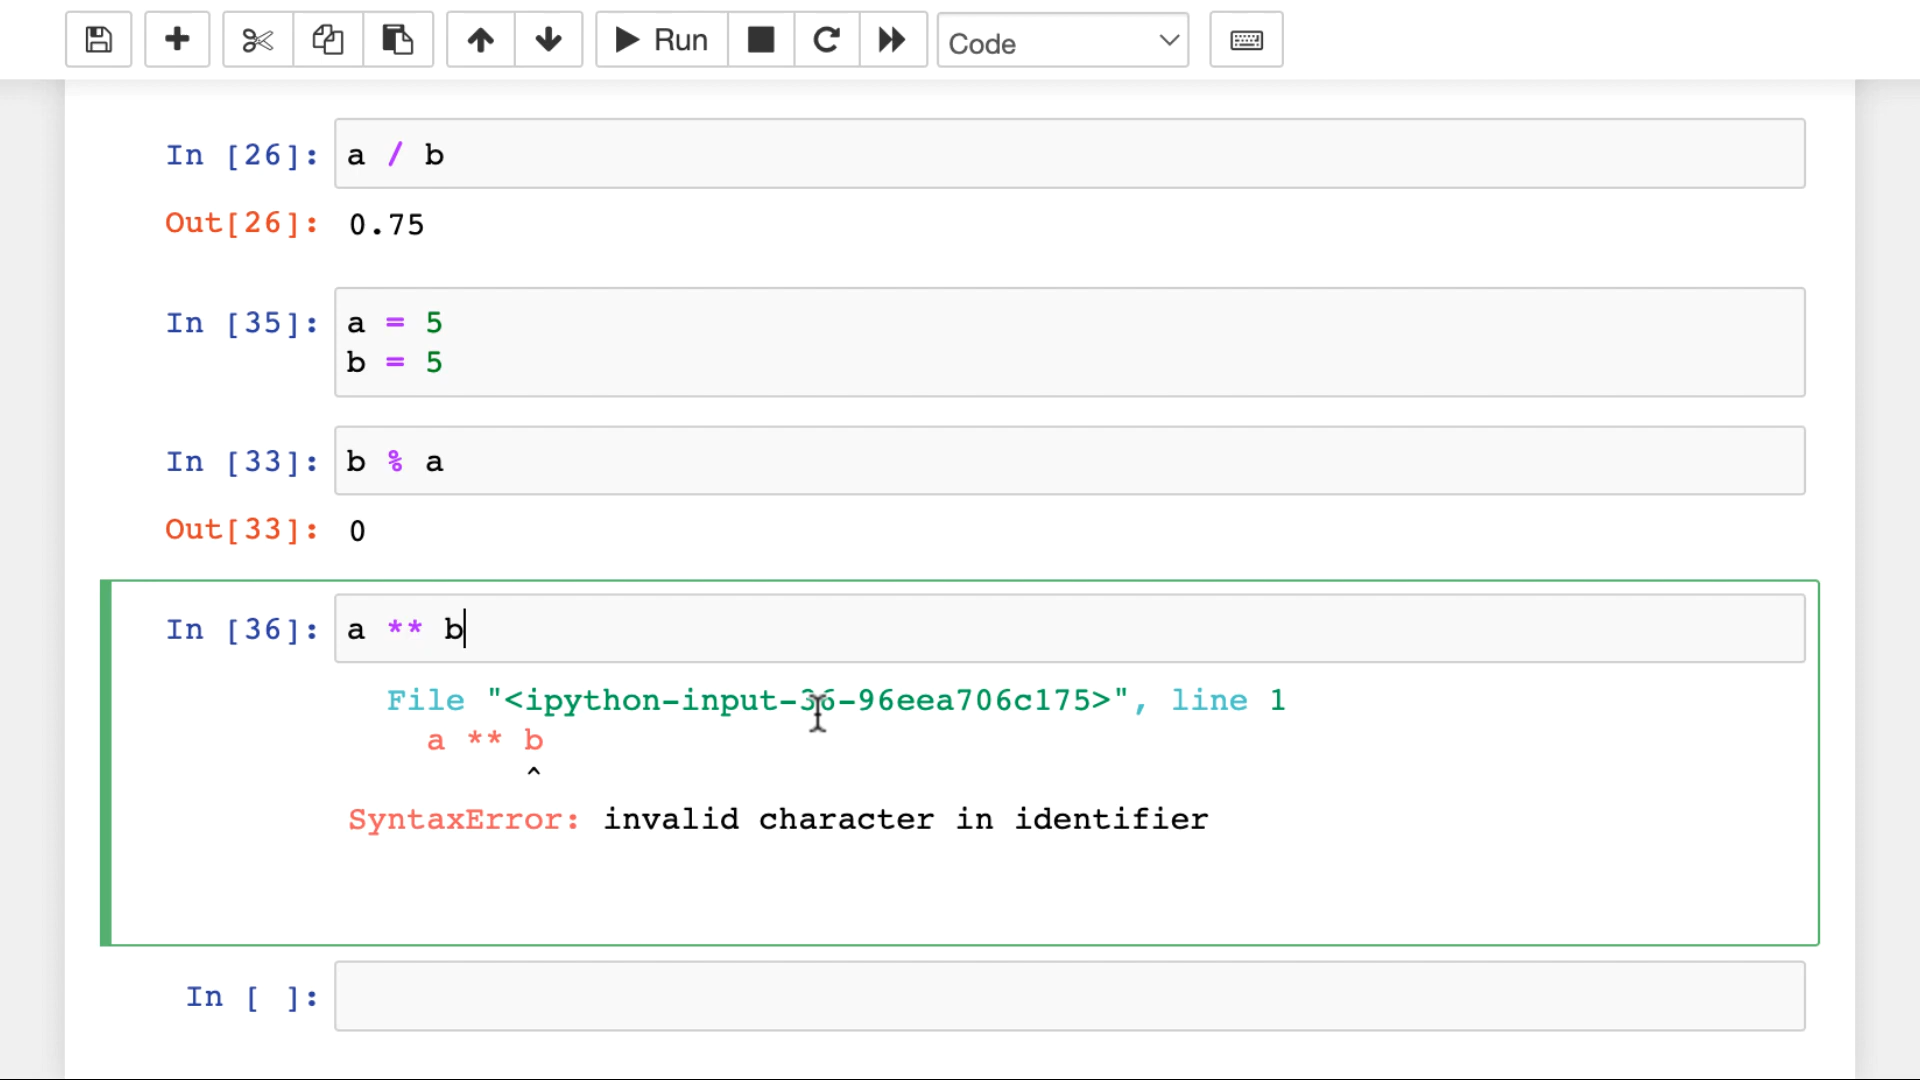 Run
Code
In [26]: a / b
Out[26]: 0.75
In [35]: a = 5
b = 5
In [33]: b % a
Out[33]: 0
In [36]: a ** b
File "<ipython-input-36-96eea706c175>", line 1
a ** b
^
SyntaxError: invalid character in identifier
In [ ]: